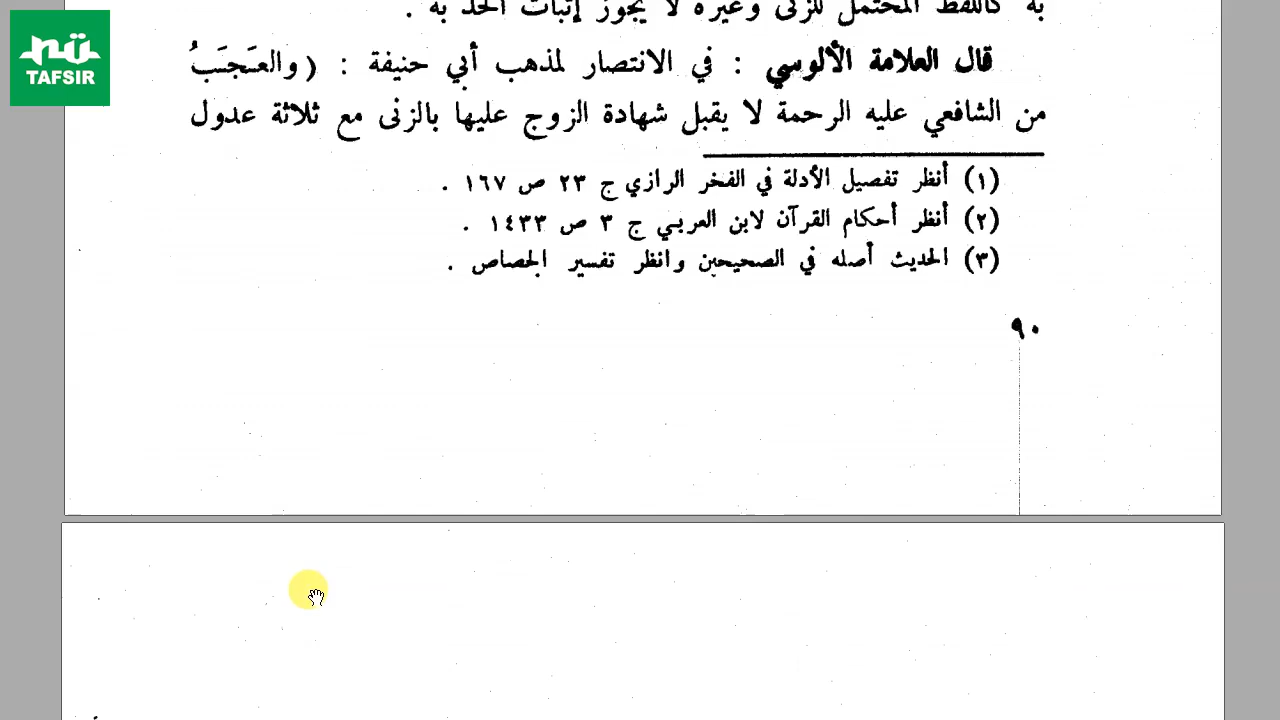 nü
TAFSIR
به كاللفظ المحتمل للزنى وغيره لا يجوز إثبات الحد به .
قال العلامة الألوسي : في الانتصار لمذهب أبي حنيفة : ( والعَجَبُ
من الشافعي عليه الرحمة لا يقبل شهادة الزوج عليها بالزنى مع ثلاثة عدول
(١) أنظر تفصيل الأدلة في الفخر الرازي ج ٢٣ ص ١٦٧ .
(٢) أنظر أحكام القرآن لابن العربي ج ٣ ص ١٤٣٣ .
(٣) الحديث أصله في الصحيحين وانظر تفسير الجصاص .
٩٠